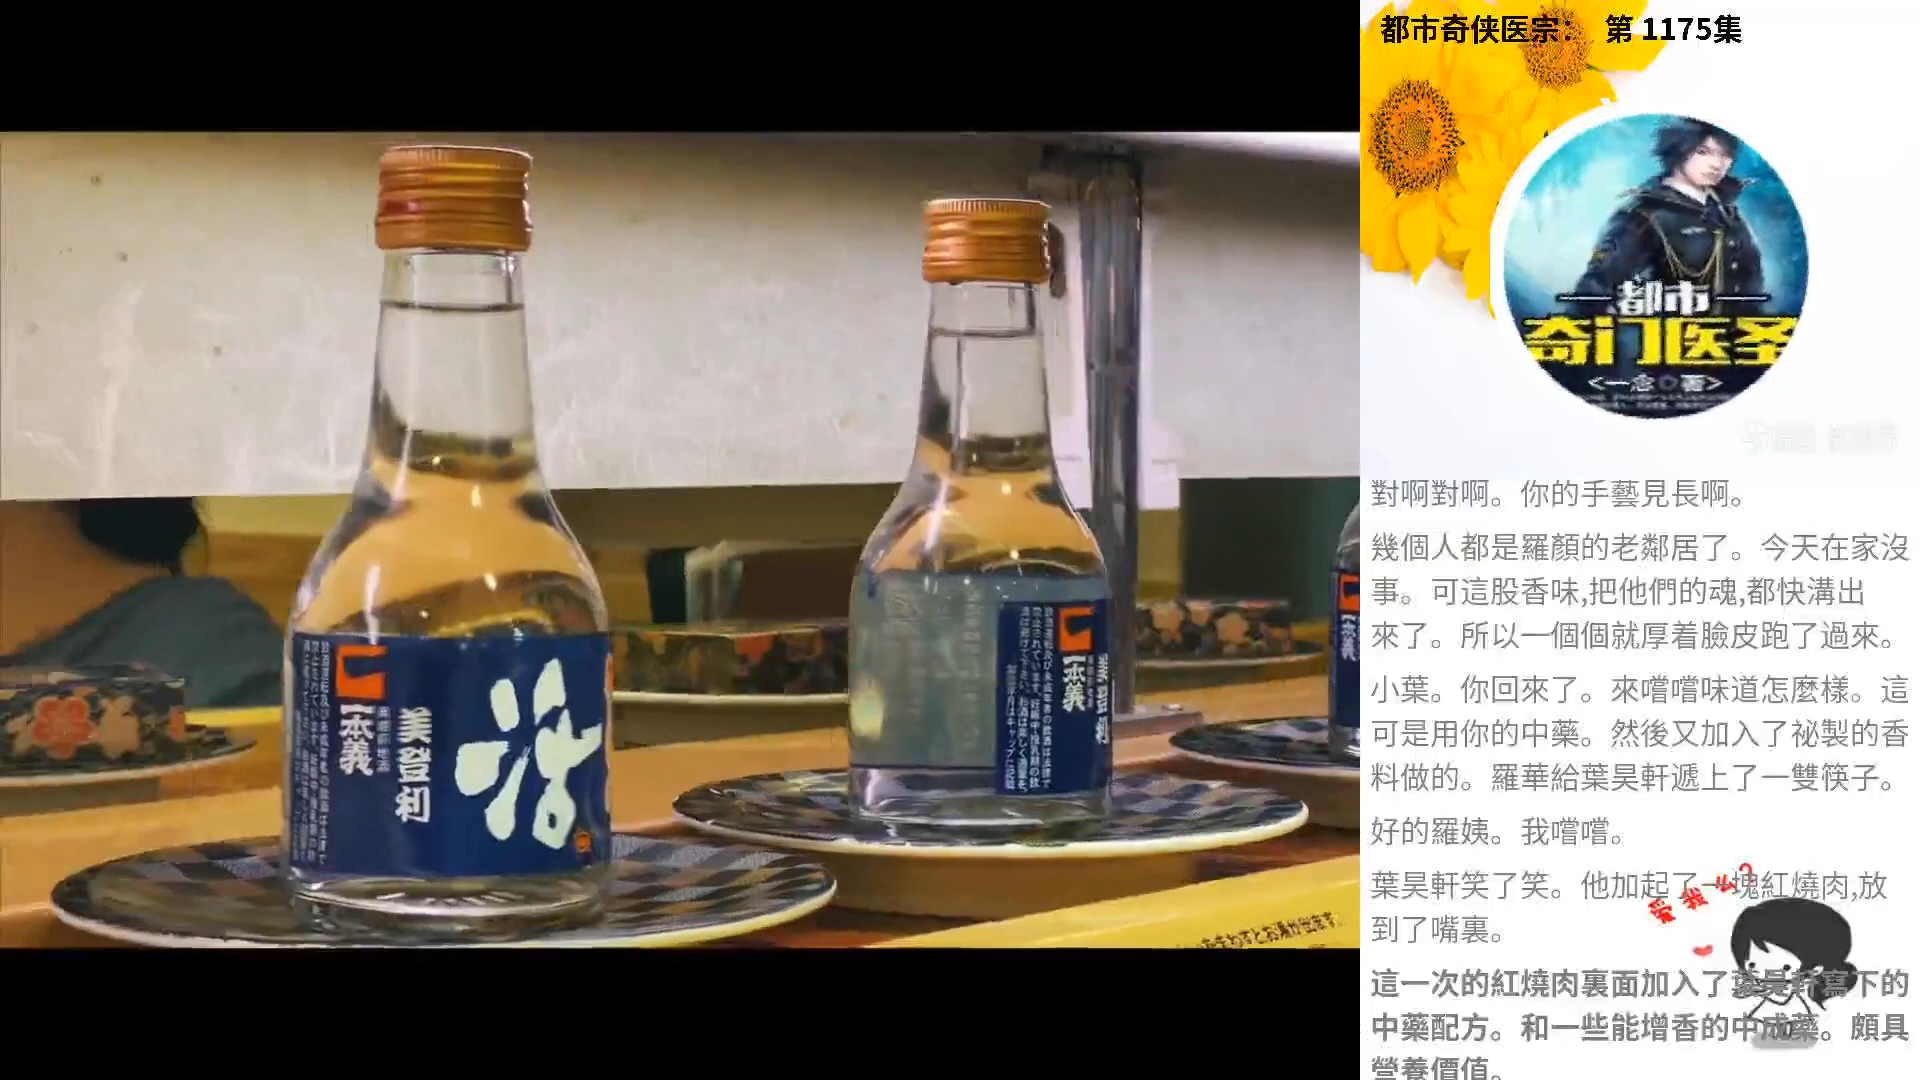 都市奇侠医宗： 第 1175集
都市
奇门医圣
對啊對啊。你的手藝見長啊。
幾個人都是羅顏的老鄰居了。今天在家沒
事。可這股香味,把他們的魂,都快溝出
來了。所以一個個就厚着臉皮跑了過來。
小葉。你回來了。來嚐嚐味道怎麼樣。這
可是用你的中藥。然後又加入了祕製的香
料做的。羅華給葉昊軒遞上了一雙筷子。
好的羅姨。我嚐嚐。
葉昊軒笑了笑。他加起了一塊紅燒肉,放
到了嘴裏。
這一次的紅燒肉裏面加入了葉昊軒寫下的
中藥配方。和一些能增香的中成藥。頗具
營養價值。
爱我么?
一本義
美登利
活
一本義
美登利
一本義